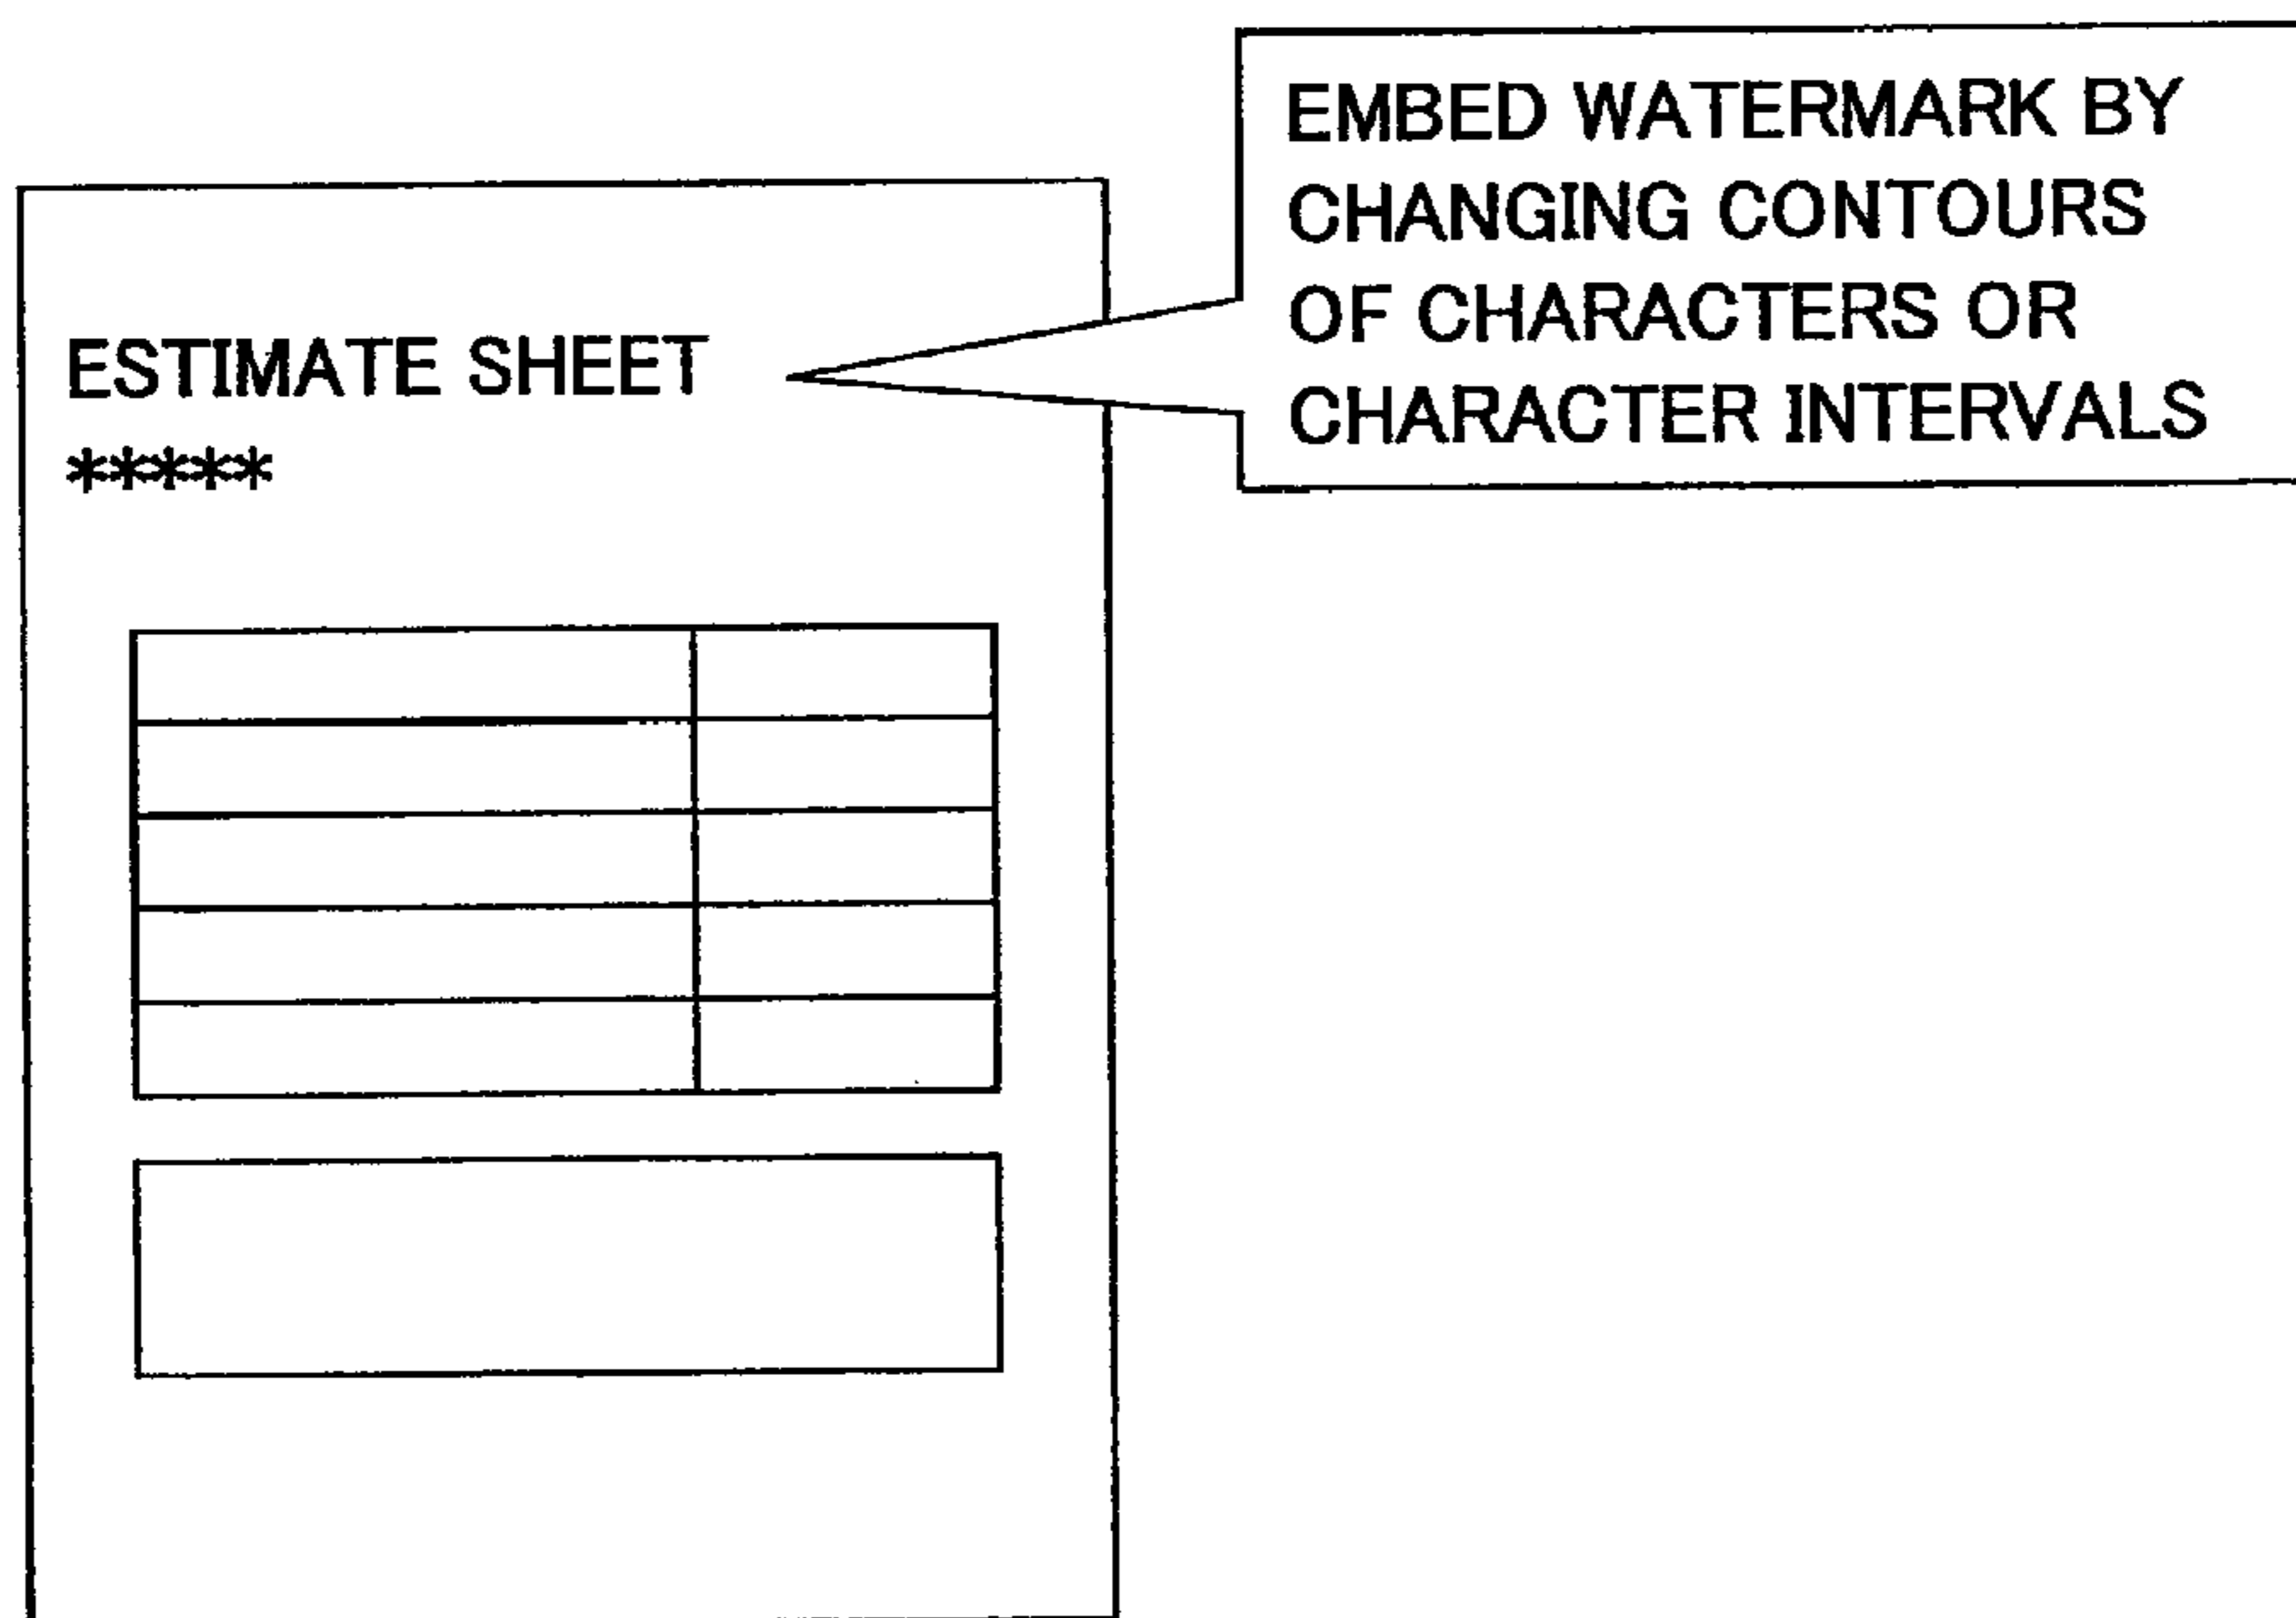 EMBED WATERMARK BY
CHANGING CONTOURS
OF CHARACTERS OR
CHARACTER INTERVALS
ESTIMATE SHEET
*****